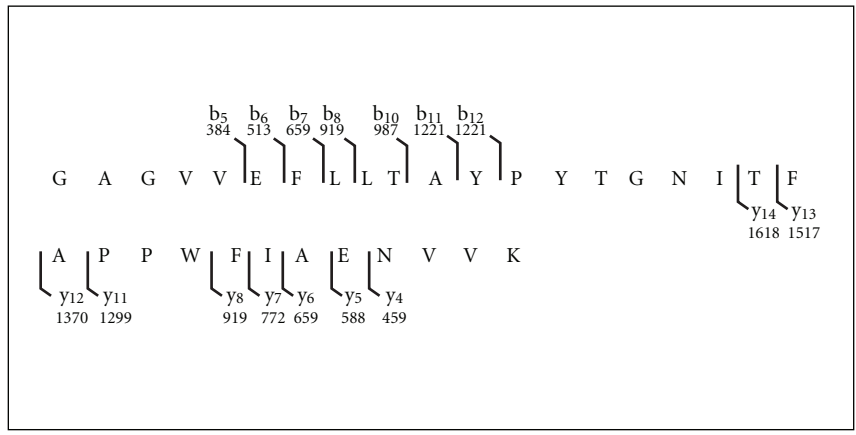 b5 b6 b7 b8 b10 b11 b12
384 513 659 919 987 1221 1221
G A G V V E F L L T A Y P Y T G N I T F
y14 y13
1618 1517
A P P W F I A E N V V K
y12 y11 y8 y7 y6 y5 y4
1370 1299 919 772 659 588 459